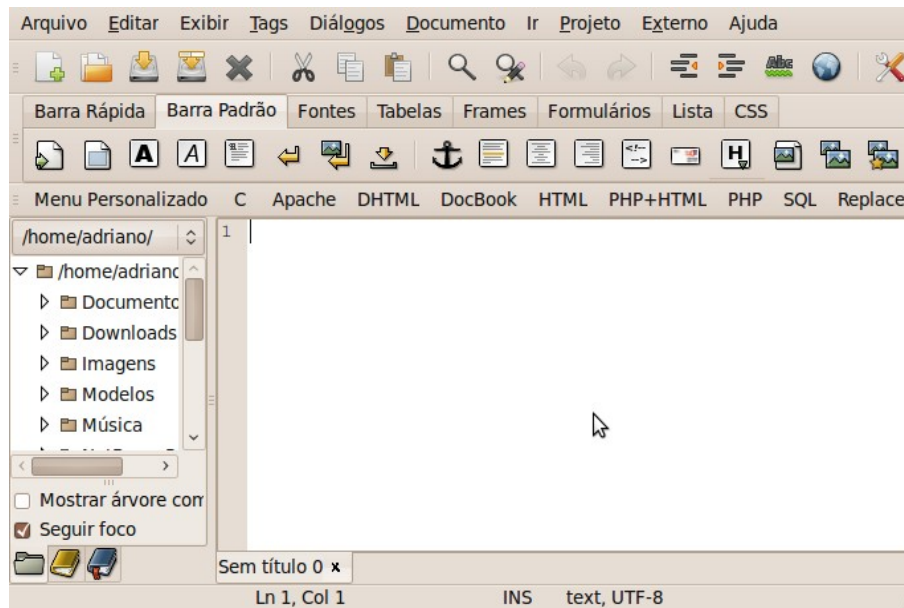 Arquivo Editar Exibir Tags Diálogos Documento Ir Projeto Externo Ajuda
Abc
Barra Rápida Barra Padrão Fontes Tabelas Frames Formulários Lista CSS
A A <!-- --> H
Menu Personalizado C Apache DHTML DocBook HTML PHP+HTML PHP SQL Replace
/home/adriano/ 1
/home/adrianc
Documentc
Downloads
Imagens
Modelos
Música
Mostrar árvore com
Seguir foco
Sem título 0 x
Ln 1, Col 1 INS text, UTF-8